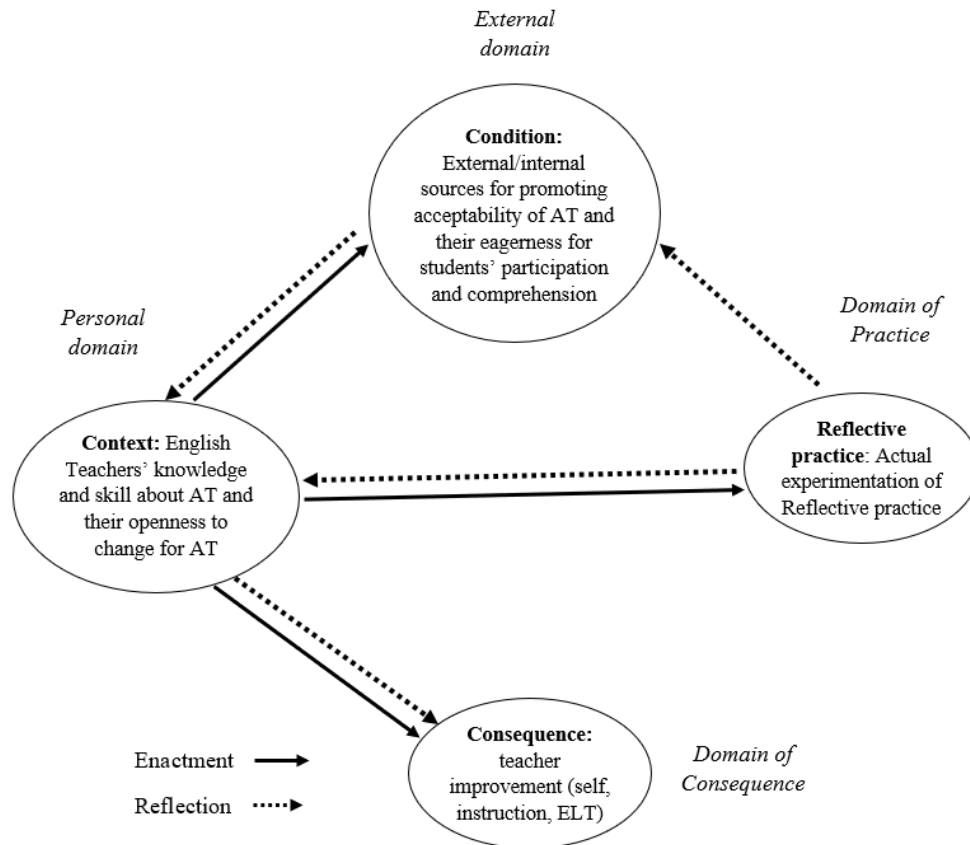 External
domain
Condition:
External/internal
sources for promoting
acceptability of AT and
their eagerness for
students’ participation
and comprehension
Personal
domain
Domain of
Practice
Context: English
Teachers’ knowledge
and skill about AT and
their openness to
change for AT
Reflective
practice: Actual
experimentation of
Reflective practice
Consequence:
teacher
improvement (self,
instruction, ELT)
Domain of
Consequence
Enactment
Reflection